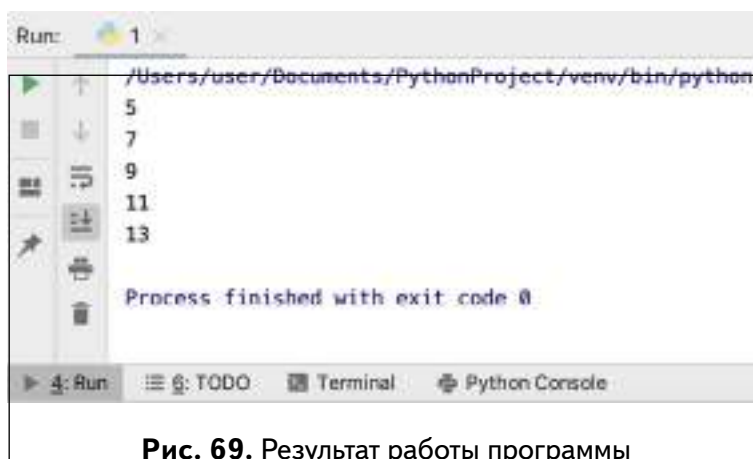 Run: 1
/Users/user/Documents/PythonProject/venv/bin/python
5
7
9
11
13
Process finished with exit code 0
4: Run 6: TODO Terminal Python Console
Рис. 69. Результат работы программы